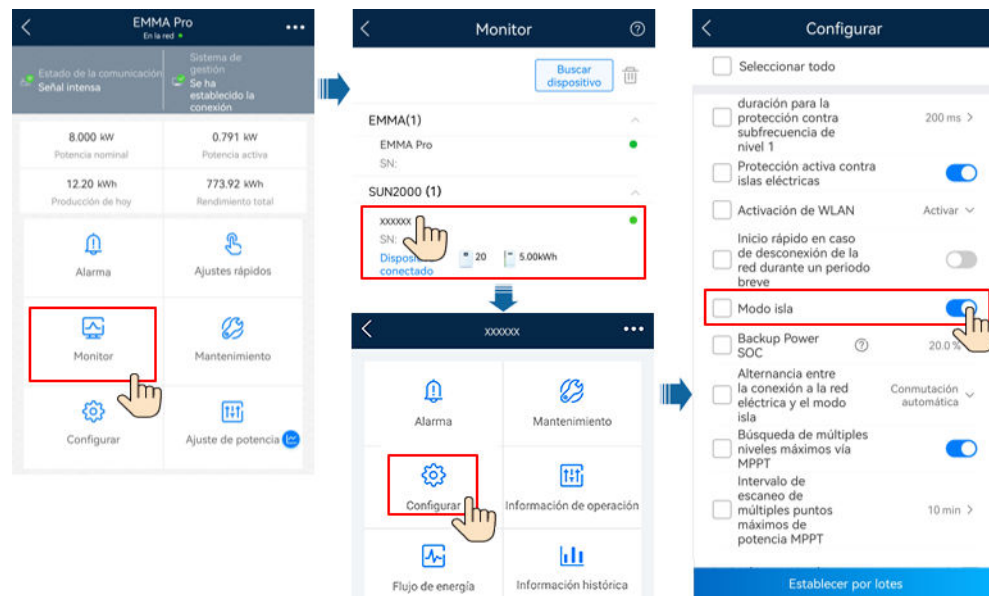 EMMA Pro
En la red
Estado de la comunicación
Señal intensa
Sistema de
gestión
Se ha
establecido la
conexión
8.000 kW
Potencia nominal
0.791 kW
Potencia activa
12.20 kWh
Producción de hoy
773.92 kWh
Rendimiento total
Alarma
Ajustes rápidos
Monitor
Mantenimiento
Configurar
Ajuste de potencia
Monitor
Buscar
dispositivo
EMMA(1)
EMMA Pro
SN:
SUN2000 (1)
xxxxxx
SN:
Disposi
conectado
20
5.00kWh
xxxxxx
Alarma
Mantenimiento
Configurar
Información de operación
Flujo de energía
Información histórica
Configurar
Seleccionar todo
duración para la
protección contra
subfrecuencia de
nivel 1
200 ms
Protección activa contra
islas eléctricas
Activación de WLAN
Activar
Inicio rápido en caso
de desconexión de la
red durante un periodo
breve
Modo isla
Backup Power
SOC
20.0 %
Alternancia entre
la conexión a la red
eléctrica y el modo
isla
Conmutación
automática
Búsqueda de múltiples
niveles máximos vía
MPPT
Intervalo de
escaneo de
múltiples puntos
máximos de
potencia MPPT
10 min
Establecer por lotes